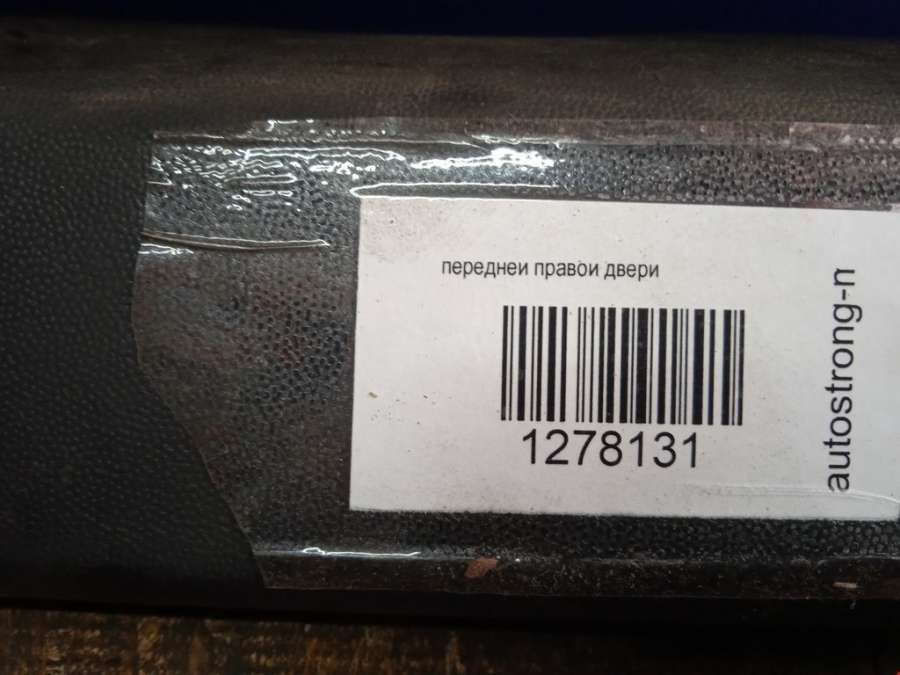 переднеи правои двери
1278131
autostrong-n